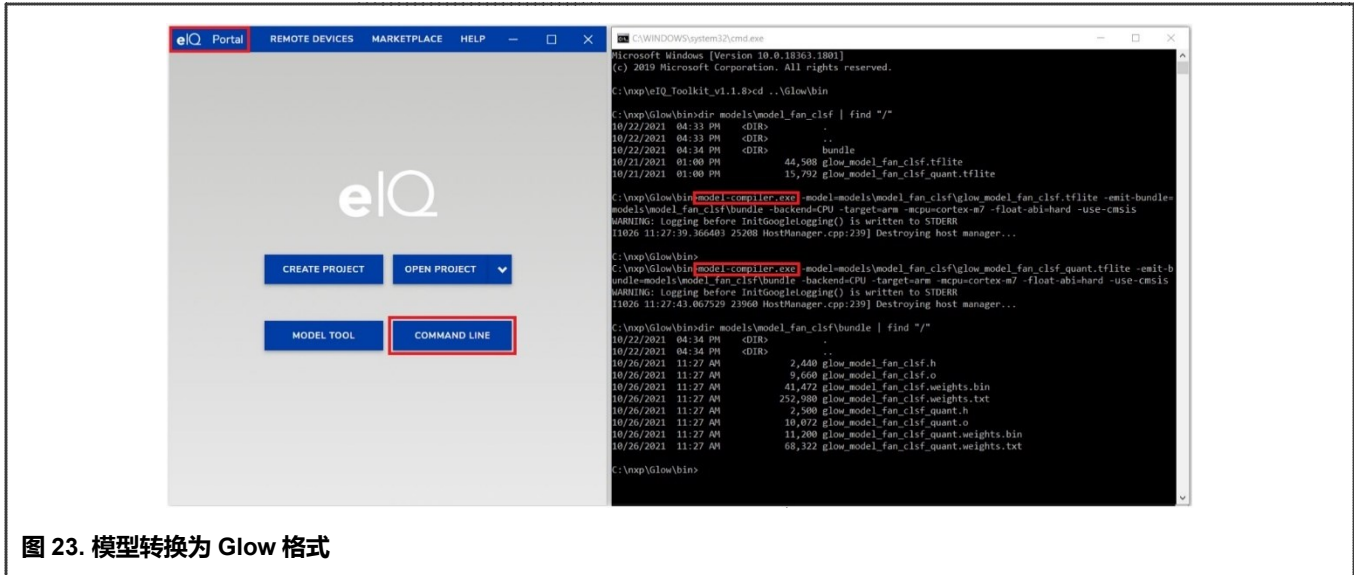 eIQ Portal REMOTE DEVICES MARKETPLACE HELP
eIQ
CREATE PROJECT OPEN PROJECT
MODEL TOOL COMMAND LINE
C:\WINDOWS\system32\cmd.exe
Microsoft Windows [Version 10.0.18363.1801]
(c) 2019 Microsoft Corporation. All rights reserved.
C:\nxp\eIQ_Toolkit_v1.1.8>cd ..\Glow\bin
C:\nxp\Glow\bin>dir models\model_fan_clsf | find "/"
10/22/2021 04:33 PM <DIR> .
10/22/2021 04:33 PM <DIR> ..
10/22/2021 04:34 PM <DIR> bundle
10/21/2021 01:00 PM 44,508 glow_model_fan_clsf.tflite
10/21/2021 01:00 PM 15,792 glow_model_fan_clsf_quant.tflite
C:\nxp\Glow\bin>model-compiler.exe -model=models\model_fan_clsf\glow_model_fan_clsf.tflite -emit-bundle=
models\model_fan_clsf\bundle -backend=CPU -target=arm -mcpu=cortex-m7 -float-abi=hard -use-cmsis
WARNING: Logging before InitGoogleLogging() is written to STDERR
I1026 11:27:39.366403 25208 HostManager.cpp:239] Destroying host manager...
C:\nxp\Glow\bin>
C:\nxp\Glow\bin>model-compiler.exe -model=models\model_fan_clsf\glow_model_fan_clsf_quant.tflite -emit-b
undle=models\model_fan_clsf\bundle -backend=CPU -target=arm -mcpu=cortex-m7 -float-abi=hard -use-cmsis
WARNING: Logging before InitGoogleLogging() is written to STDERR
I1026 11:27:43.067529 23960 HostManager.cpp:239] Destroying host manager...
C:\nxp\Glow\bin>dir models\model_fan_clsf\bundle | find "/"
10/22/2021 04:34 PM <DIR> .
10/22/2021 04:34 PM <DIR> ..
10/26/2021 11:27 AM 2,440 glow_model_fan_clsf.h
10/26/2021 11:27 AM 9,660 glow_model_fan_clsf.o
10/26/2021 11:27 AM 41,472 glow_model_fan_clsf.weights.bin
10/26/2021 11:27 AM 252,980 glow_model_fan_clsf.weights.txt
10/26/2021 11:27 AM 2,500 glow_model_fan_clsf_quant.h
10/26/2021 11:27 AM 10,072 glow_model_fan_clsf_quant.o
10/26/2021 11:27 AM 11,200 glow_model_fan_clsf_quant.weights.bin
10/26/2021 11:27 AM 68,322 glow_model_fan_clsf_quant.weights.txt
C:\nxp\Glow\bin>
图 23. 模型转换为 Glow 格式